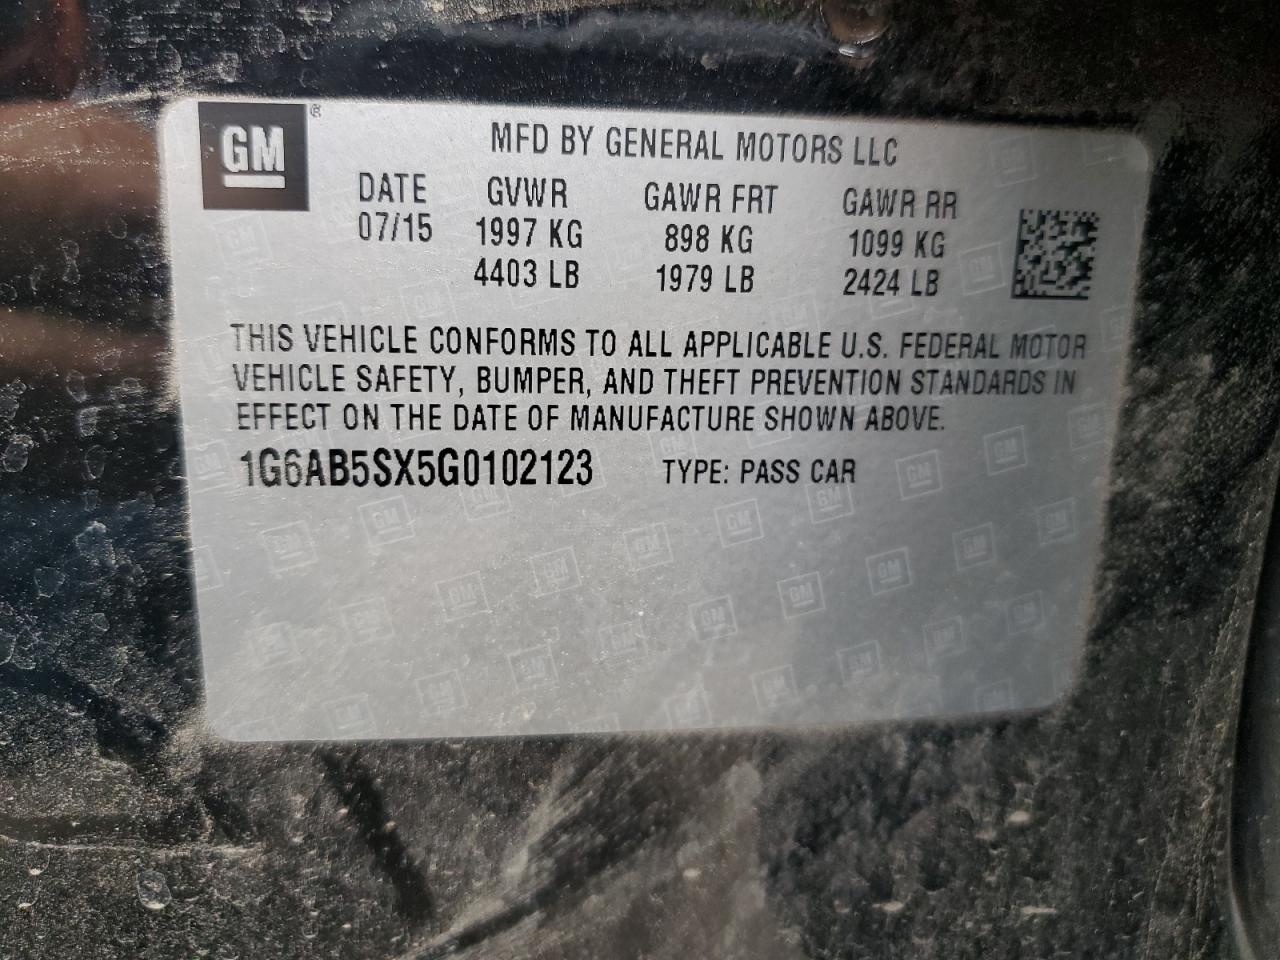 GM ®
MFD BY GENERAL MOTORS LLC
DATE GVWR GAWR FRT GAWR RR
07/15 1997 KG 898 KG 1099 KG
4403 LB 1979 LB 2424 LB
THIS VEHICLE CONFORMS TO ALL APPLICABLE U.S. FEDERAL MOTOR
VEHICLE SAFETY, BUMPER, AND THEFT PREVENTION STANDARDS IN
EFFECT ON THE DATE OF MANUFACTURE SHOWN ABOVE.
1G6AB5SX5G0102123 TYPE: PASS CAR